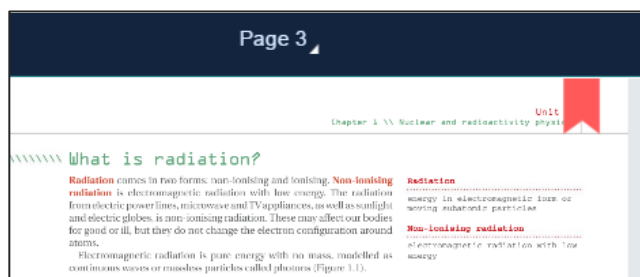 Page 3
Unit
Chapter 1 \\ Nuclear and radioactivity physi
\\\\\\\\ What is radiation?
Radiation comes in two forms: non-ionising and ionising. Non-ionising
radiation is electromagnetic radiation with low energy. The radiation
from electric power lines, microwave and TV appliances, as well as sunlight
and electric globes, is non-ionising radiation. These may affect our bodies
for good or ill, but they do not change the electron configuration around
atoms.
Electromagnetic radiation is pure energy with no mass, modelled as
continuous waves or massless particles called photons (Figure 1.1).
Radiation
energy in electromagnetic form or
moving subatomic particles
Non-ionising radiation
electromagnetic radiation with low
energy